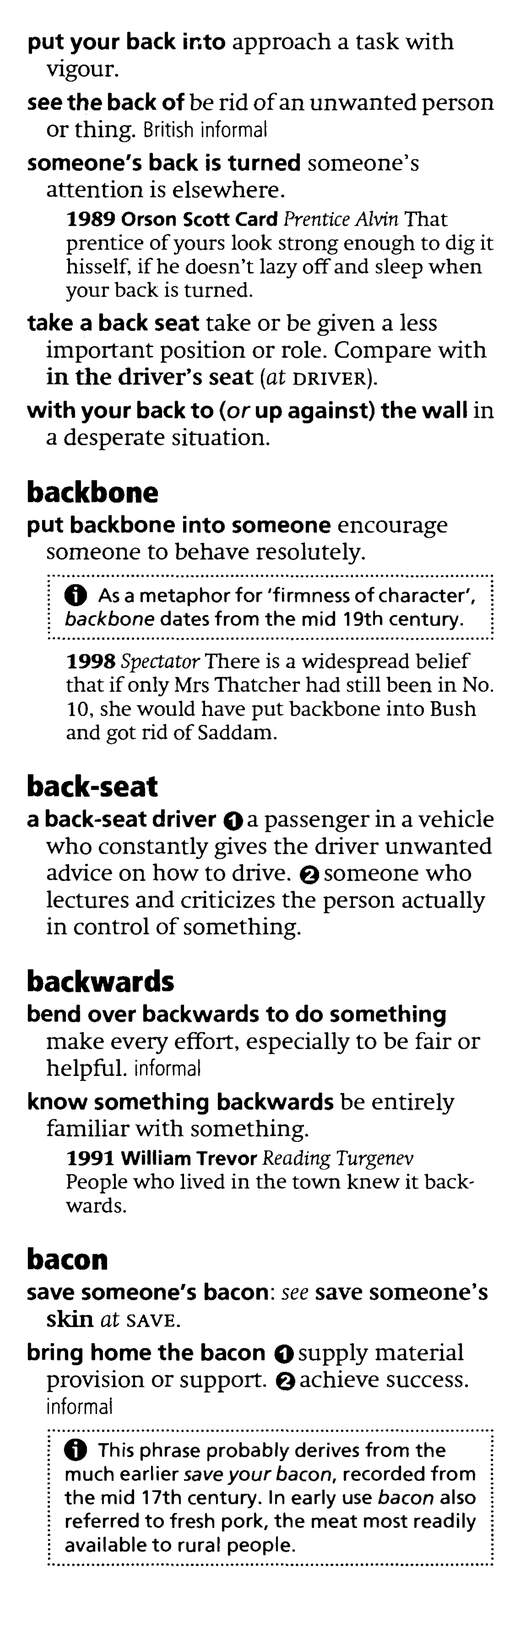 put your back into approach a task with
vigour.
see the back of be rid of an unwanted person
or thing. British informal
someone's back is turned someone's
attention is elsewhere.
1989 Orson Scott Card Prentice Alvin That
prentice of yours look strong enough to dig it
hisself, if he doesn't lazy off and sleep when
your back is turned.
take a back seat take or be given a less
important position or role. Compare with
in the driver's seat (at DRIVER).
with your back to (or up against) the wall in
a desperate situation.
backbone
put backbone into someone encourage
someone to behave resolutely.
i As a metaphor for 'firmness of character',
backbone dates from the mid 19th century.
1998 Spectator There is a widespread belief
that if only Mrs Thatcher had still been in No.
10, she would have put backbone into Bush
and got rid of Saddam.
back-seat
a back-seat driver 1 a passenger in a vehicle
who constantly gives the driver unwanted
advice on how to drive. 2 someone who
lectures and criticizes the person actually
in control of something.
backwards
bend over backwards to do something
make every effort, especially to be fair or
helpful. informal
know something backwards be entirely
familiar with something.
1991 William Trevor Reading Turgenev
People who lived in the town knew it back-
wards.
bacon
save someone's bacon: see save someone's
skin at SAVE.
bring home the bacon 1 supply material
provision or support. 2 achieve success.
informal
i This phrase probably derives from the
much earlier save your bacon, recorded from
the mid 17th century. In early use bacon also
referred to fresh pork, the meat most readily
available to rural people.